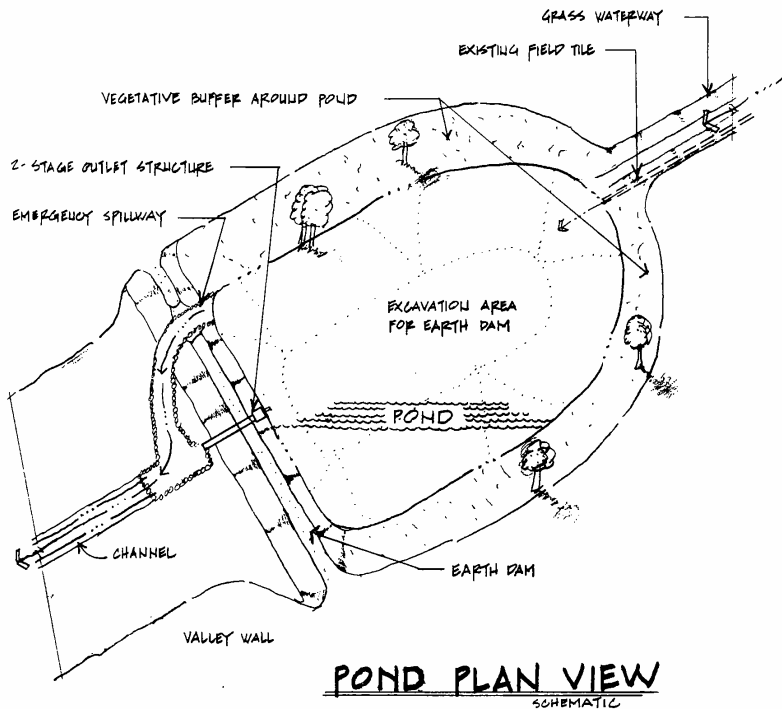 GRASS WATERWAY
EXISTING FIELD TILE
VEGETATIVE BUFFER AROUND POND
2-STAGE OUTLET STRUCTURE
EMERGENCY SPILLWAY
EXCAVATION AREA
FOR EARTH DAM
POND
CHANNEL
EARTH DAM
VALLEY WALL
POND PLAN VIEW
SCHEMATIC